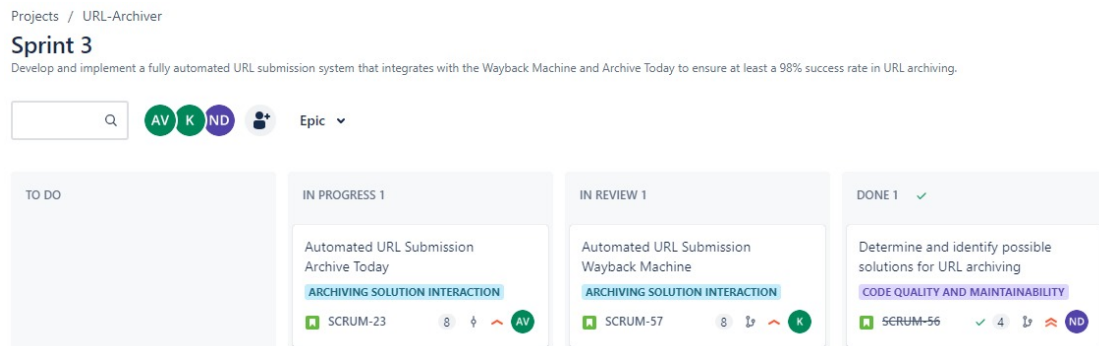 Projects / URL-Archiver
Sprint 3
Develop and implement a fully automated URL submission system that integrates with the Wayback Machine and Archive Today to ensure at least a 98% success rate in URL archiving.
AV K ND Epic
TO DO
IN PROGRESS 1
Automated URL Submission
Archive Today
ARCHIVING SOLUTION INTERACTION
SCRUM-23 8 AV
IN REVIEW 1
Automated URL Submission
Wayback Machine
ARCHIVING SOLUTION INTERACTION
SCRUM-57 8 K
DONE 1
Determine and identify possible
solutions for URL archiving
CODE QUALITY AND MAINTAINABILITY
SCRUM-56 4 ND